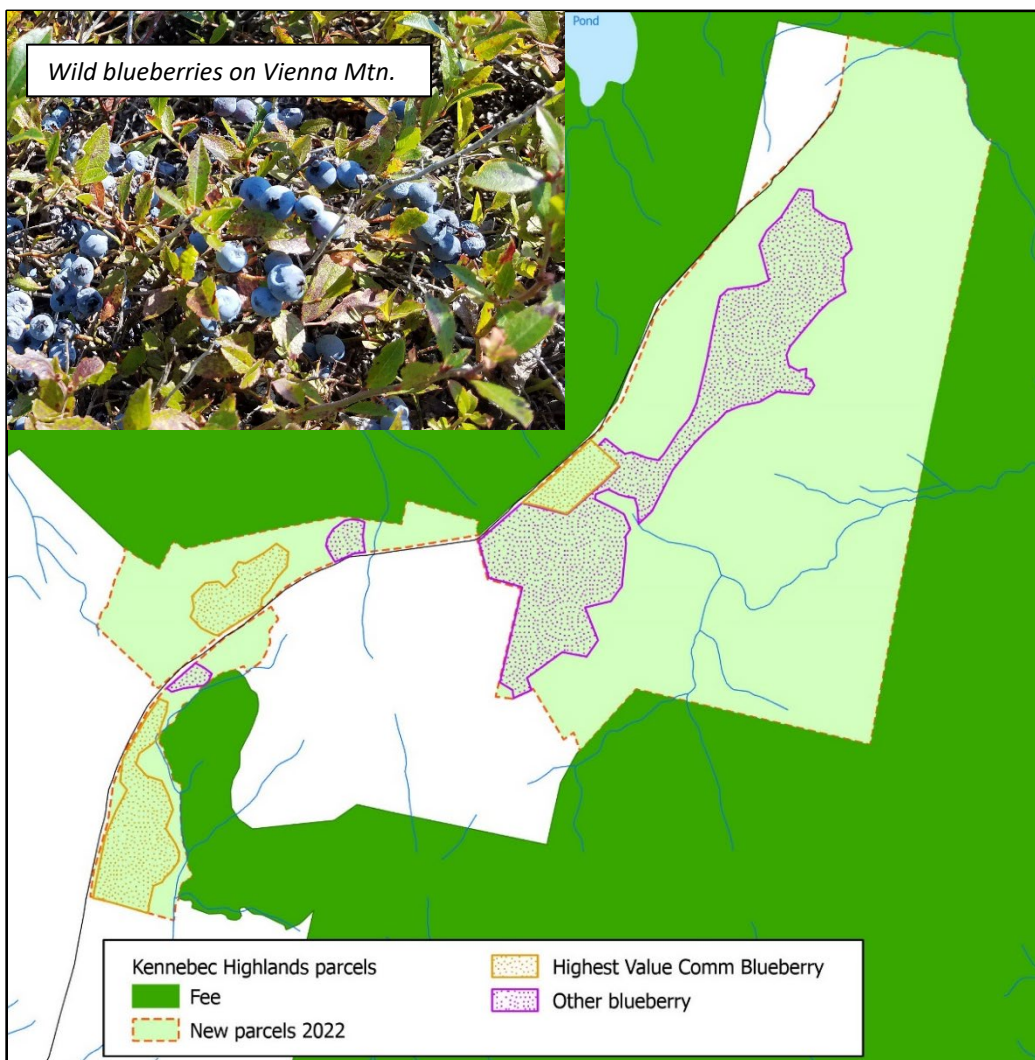 Wild blueberries on Vienna Mtn.
Pond
Kennebec Highlands parcels
Fee
New parcels 2022
Highest Value Comm Blueberry
Other blueberry